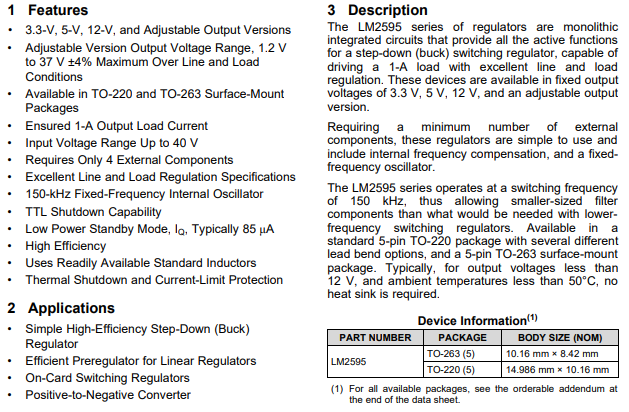 1 Features
• 3.3-V, 5-V, 12-V, and Adjustable Output Versions
• Adjustable Version Output Voltage Range, 1.2 V
to 37 V ±4% Maximum Over Line and Load
Conditions
• Available in TO-220 and TO-263 Surface-Mount
Packages
• Ensured 1-A Output Load Current
• Input Voltage Range Up to 40 V
• Requires Only 4 External Components
• Excellent Line and Load Regulation Specifications
• 150-kHz Fixed-Frequency Internal Oscillator
• TTL Shutdown Capability
• Low Power Standby Mode, IQ, Typically 85 μA
• High Efficiency
• Uses Readily Available Standard Inductors
• Thermal Shutdown and Current-Limit Protection
2 Applications
• Simple High-Efficiency Step-Down (Buck)
Regulator
• Efficient Preregulator for Linear Regulators
• On-Card Switching Regulators
• Positive-to-Negative Converter
3 Description
The LM2595 series of regulators are monolithic
integrated circuits that provide all the active functions
for a step-down (buck) switching regulator, capable of
driving a 1-A load with excellent line and load
regulation. These devices are available in fixed output
voltages of 3.3 V, 5 V, 12 V, and an adjustable output
version.
Requiring a minimum number of external
components, these regulators are simple to use and
include internal frequency compensation, and a fixed-
frequency oscillator.
The LM2595 series operates at a switching frequency
of 150 kHz, thus allowing smaller-sized filter
components than what would be needed with lower-
frequency switching regulators. Available in a
standard 5-pin TO-220 package with several different
lead bend options, and a 5-pin TO-263 surface-mount
package. Typically, for output voltages less than
12 V, and ambient temperatures less than 50°C, no
heat sink is required.
Device Information(1)
PART NUMBER PACKAGE BODY SIZE (NOM)
LM2595 TO-263 (5) 10.16 mm × 8.42 mm
TO-220 (5) 14.986 mm × 10.16 mm
(1) For all available packages, see the orderable addendum at
the end of the data sheet.